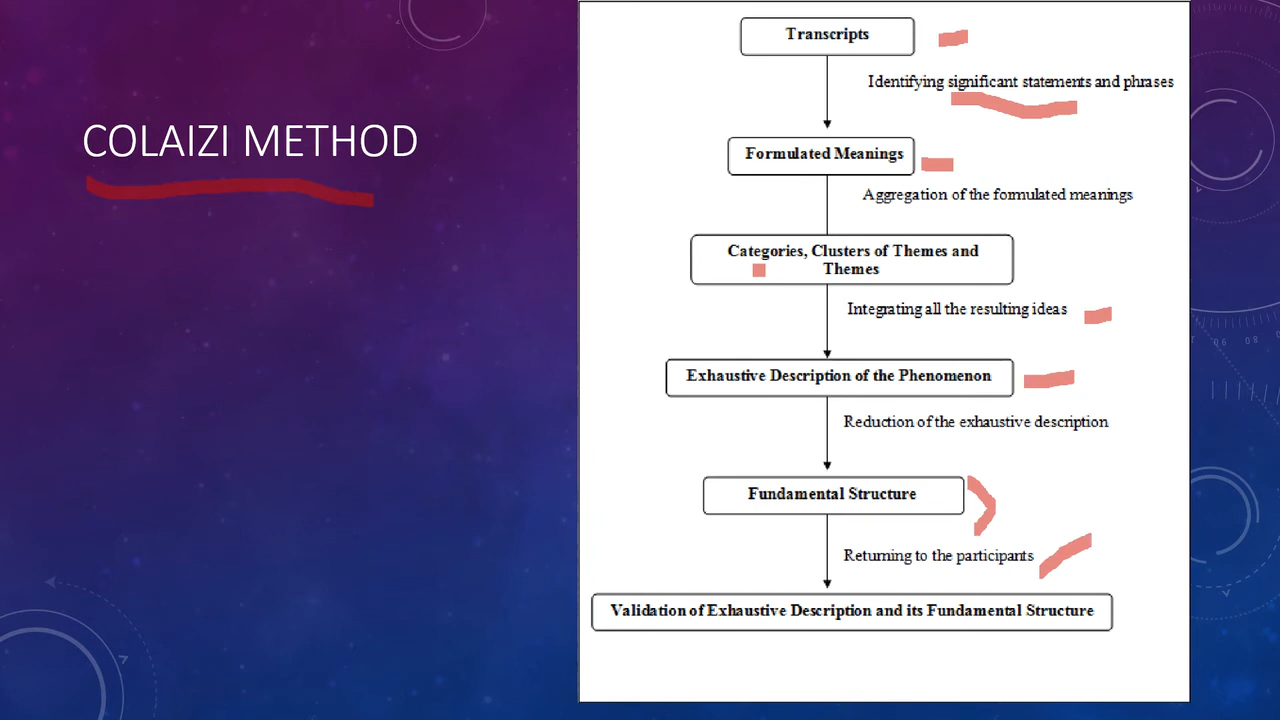 COLAIZI METHOD
Transcripts
Identifying significant statements and phrases
Formulated Meanings
Aggregation of the formulated meanings
Categories, Clusters of Themes and
Themes
Integrating all the resulting ideas
Exhaustive Description of the Phenomenon
Reduction of the exhaustive description
Fundamental Structure
Returning to the participants
Validation of Exhaustive Description and its Fundamental Structure